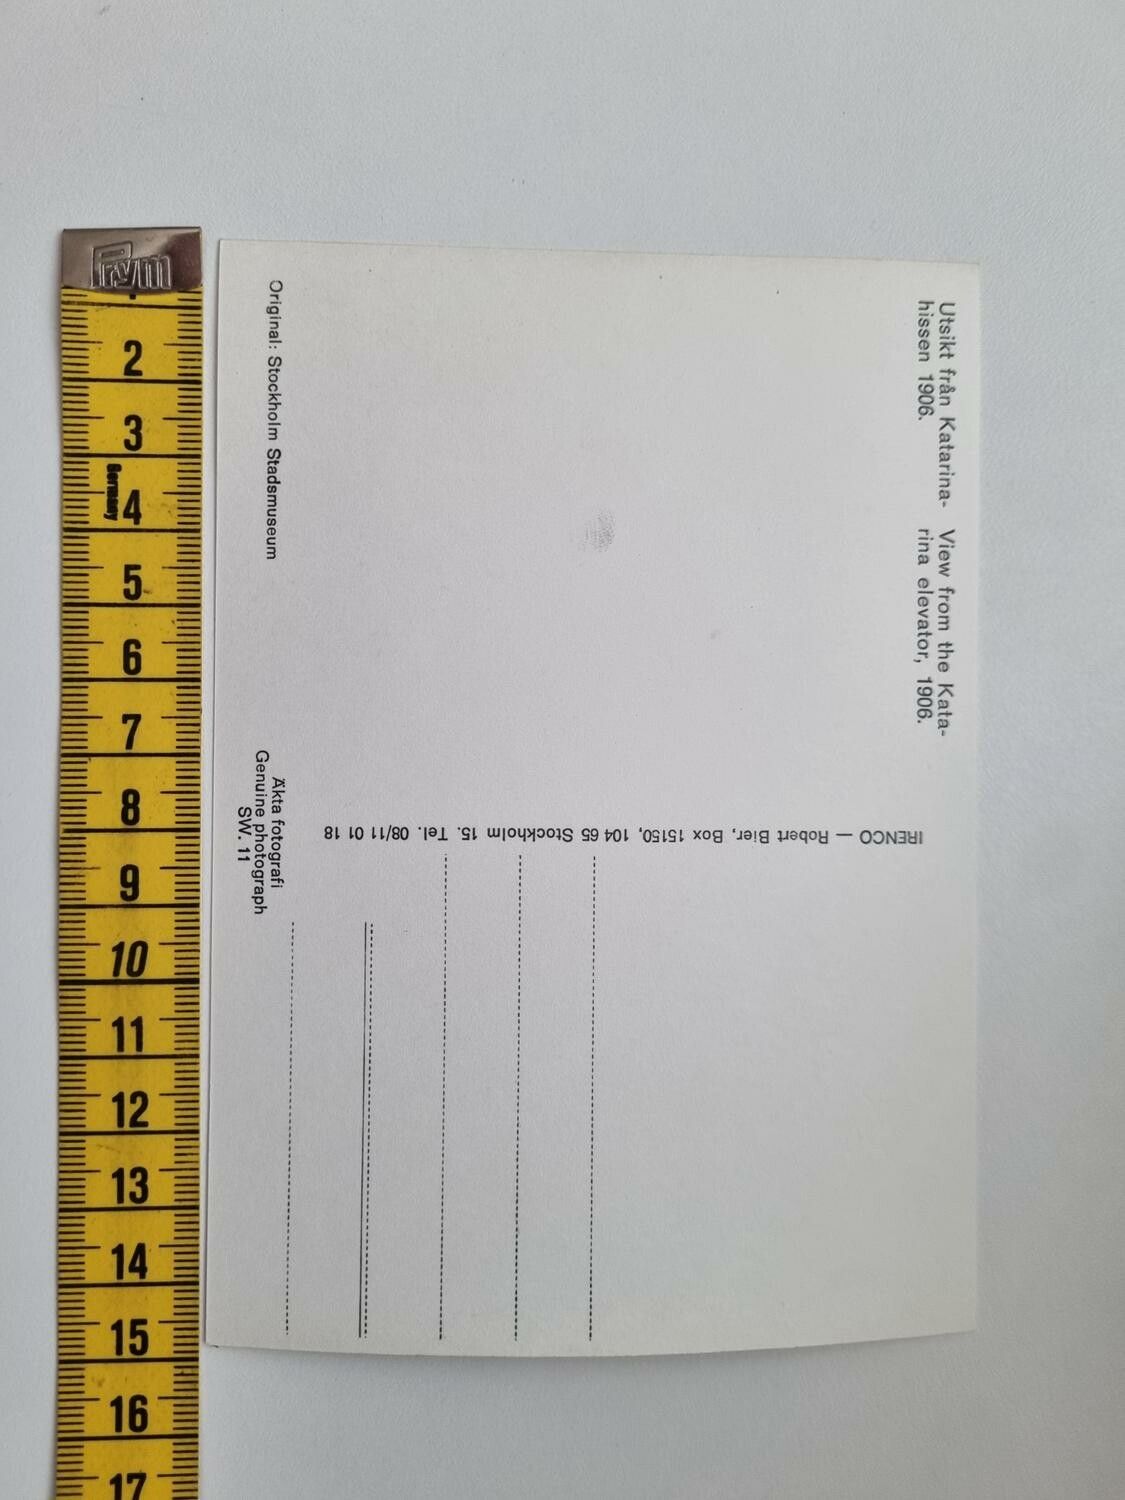 Utsikt från Katarina-
hissen 1906.
View from the Kata-
rina elevator, 1906.
IRENCO — Robert Bier, Box 15150, 104 65 Stockholm 15. Tel. 08/11 01 18
Original: Stockholm Stadsmuseum
Äkta fotografi
Genuine photograph
SW. 11
Prym
1
2
3
Germany
4
5
6
7
8
9
10
11
12
13
14
15
16
17